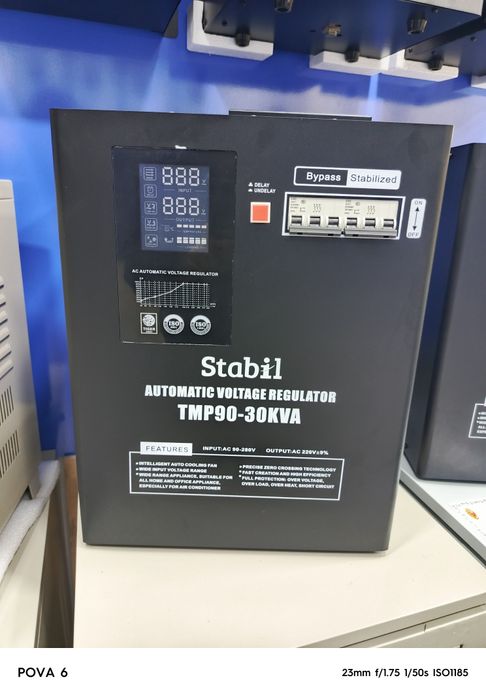 888 V
INPUT
888 V
OUTPUT
AC AUTOMATIC VOLTAGE REGULATOR
ISO
DELAY
UNDELAY
Bypass Stabilized
ON
OFF
Stabil
AUTOMATIC VOLTAGE REGULATOR
TMP90-30KVA
FEATURES INPUT:AC 90-280V OUTPUT:AC 220V±8%
INTELLIGENT AUTO COOLING FAN
WIDE INPUT VOLTAGE RANGE
WIDE RANGE APPLIANCE, SUITABLE FOR
ALL HOME AND OFFICE APPLIANCE,
ESPECIALLY FOR AIR CONDITIONER
PRECISE ZERO CROSSING TECHNOLOGY
FAST CREATION AND HIGH EFFICIENCY
FULL PROTECTION: OVER VOLTAGE,
OVER LOAD, OVER HEAT, SHORT CIRCUIT
POVA 6
23mm f/1.75 1/50s ISO1185